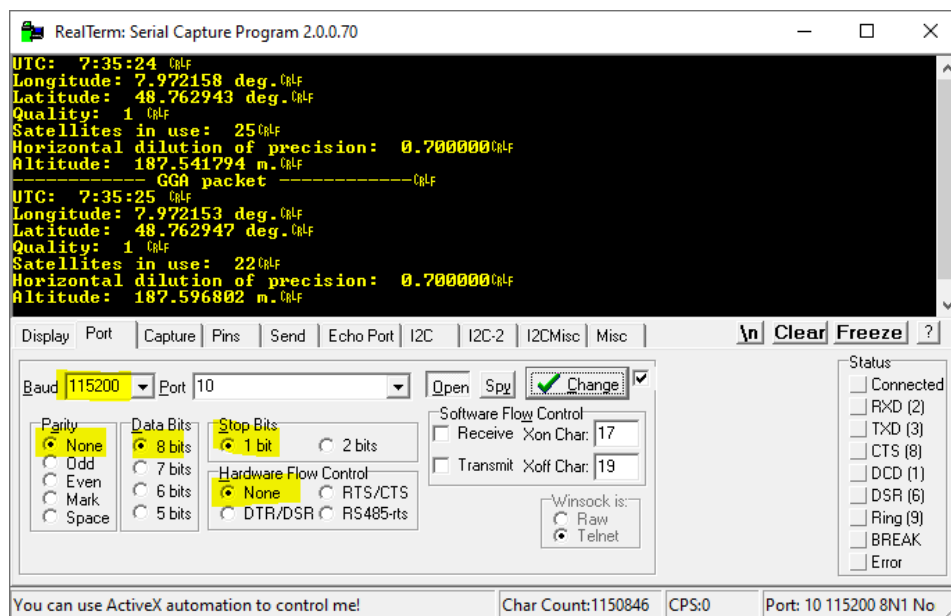 RealTerm: Serial Capture Program 2.0.0.70
UTC:  7:35:24 CRLF
Longitude: 7.972158 deg.CRLF
Latitude:  48.762943 deg.CRLF
Quality:  1 CRLF
Satellites in use:  25CRLF
Horizontal dilution of precision:  0.700000CRLF
Altitude:  187.541794 m.CRLF
------------ GGA packet ------------CRLF
UTC:  7:35:25 CRLF
Longitude: 7.972153 deg.CRLF
Latitude:  48.762947 deg.CRLF
Quality:  1 CRLF
Satellites in use:  22CRLF
Horizontal dilution of precision:  0.700000CRLF
Altitude:  187.596802 m.CRLF
Display Port Capture Pins Send Echo Port I2C I2C-2 I2CMisc Misc \n Clear Freeze ?
Baud 115200 Port 10 Open Spy Change
Parity
None
Odd
Even
Mark
Space
Data Bits
8 bits
7 bits
6 bits
5 bits
Stop Bits
1 bit 2 bits
Hardware Flow Control
None RTS/CTS
DTR/DSR RS485-rts
Software Flow Control
Receive Xon Char: 17
Transmit Xoff Char: 19
Winsock is:
Raw
Telnet
Status
Connected
RXD (2)
TXD (3)
CTS (8)
DCD (1)
DSR (6)
Ring (9)
BREAK
Error
You can use ActiveX automation to control me! Char Count:1150846 CPS:0 Port: 10 115200 8N1 No